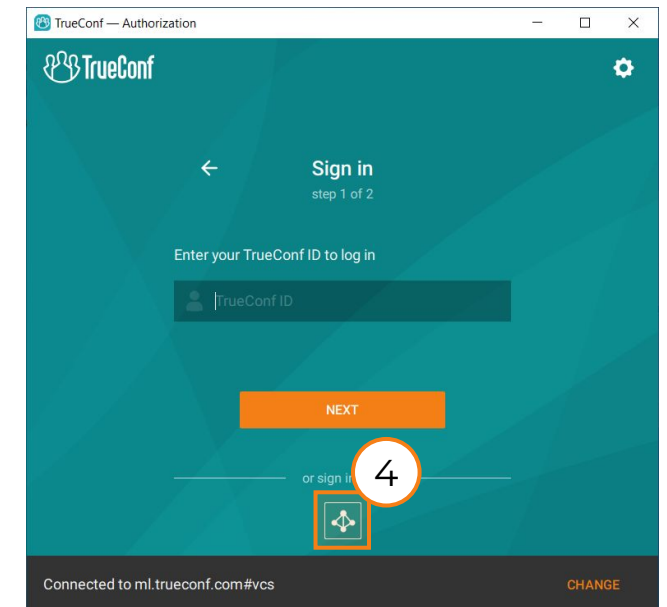 TrueConf — Authorization
TrueConf
Sign in
step 1 of 2
Enter your TrueConf ID to log in
TrueConf ID
NEXT
or sign
4
Connected to ml.trueconf.com#vcs
CHANGE